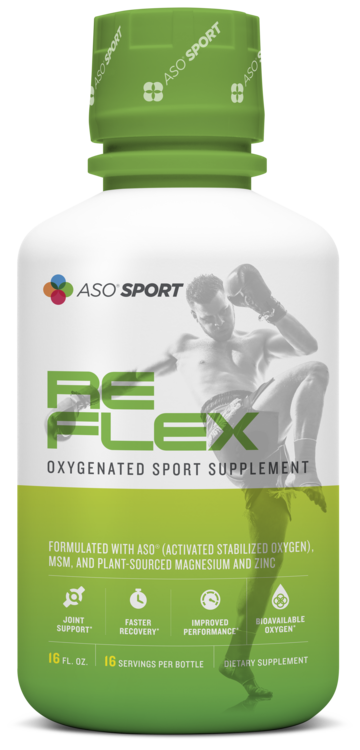 ASO SPORT
ASO® SPORT
RE
FLEX
OXYGENATED SPORT SUPPLEMENT
FORMULATED WITH ASO® (ACTIVATED STABILIZED OXYGEN),
MSM, AND PLANT-SOURCED MAGNESIUM AND ZINC
JOINT SUPPORT*
FASTER RECOVERY*
IMPROVED PERFORMANCE*
BIOAVAILABLE OXYGEN*
16 FL. OZ.
16 SERVINGS PER BOTTLE
DIETARY SUPPLEMENT